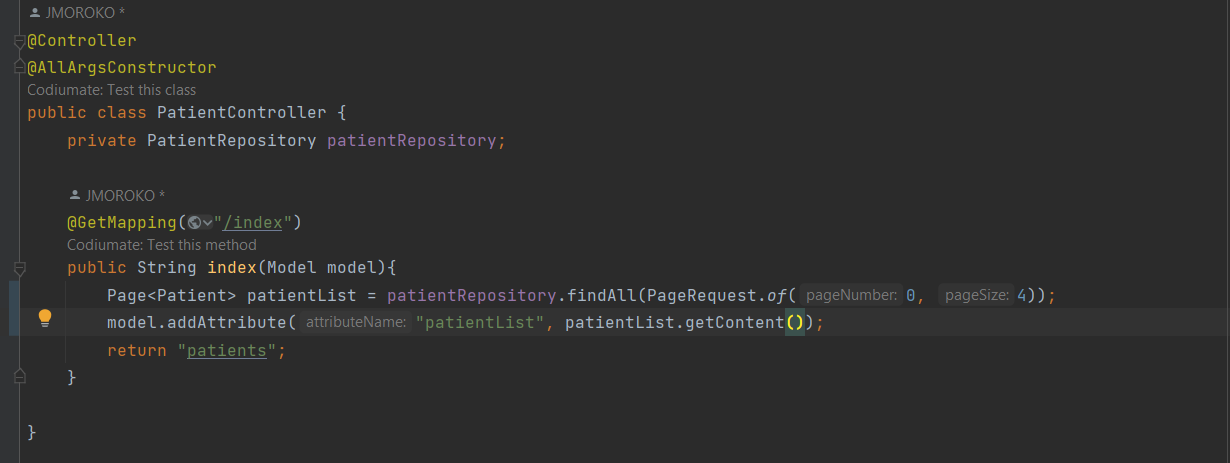 JMOROKO *
@Controller
@AllArgsConstructor
Codiumate: Test this class
public class PatientController {
private PatientRepository patientRepository;
JMOROKO *
@GetMapping("/index")
Codiumate: Test this method
public String index(Model model){
Page<Patient> patientList = patientRepository.findAll(PageRequest.of( pageNumber: 0, pageSize: 4));
model.addAttribute( attributeName: "patientList", patientList.getContent());
return "patients";
}
}